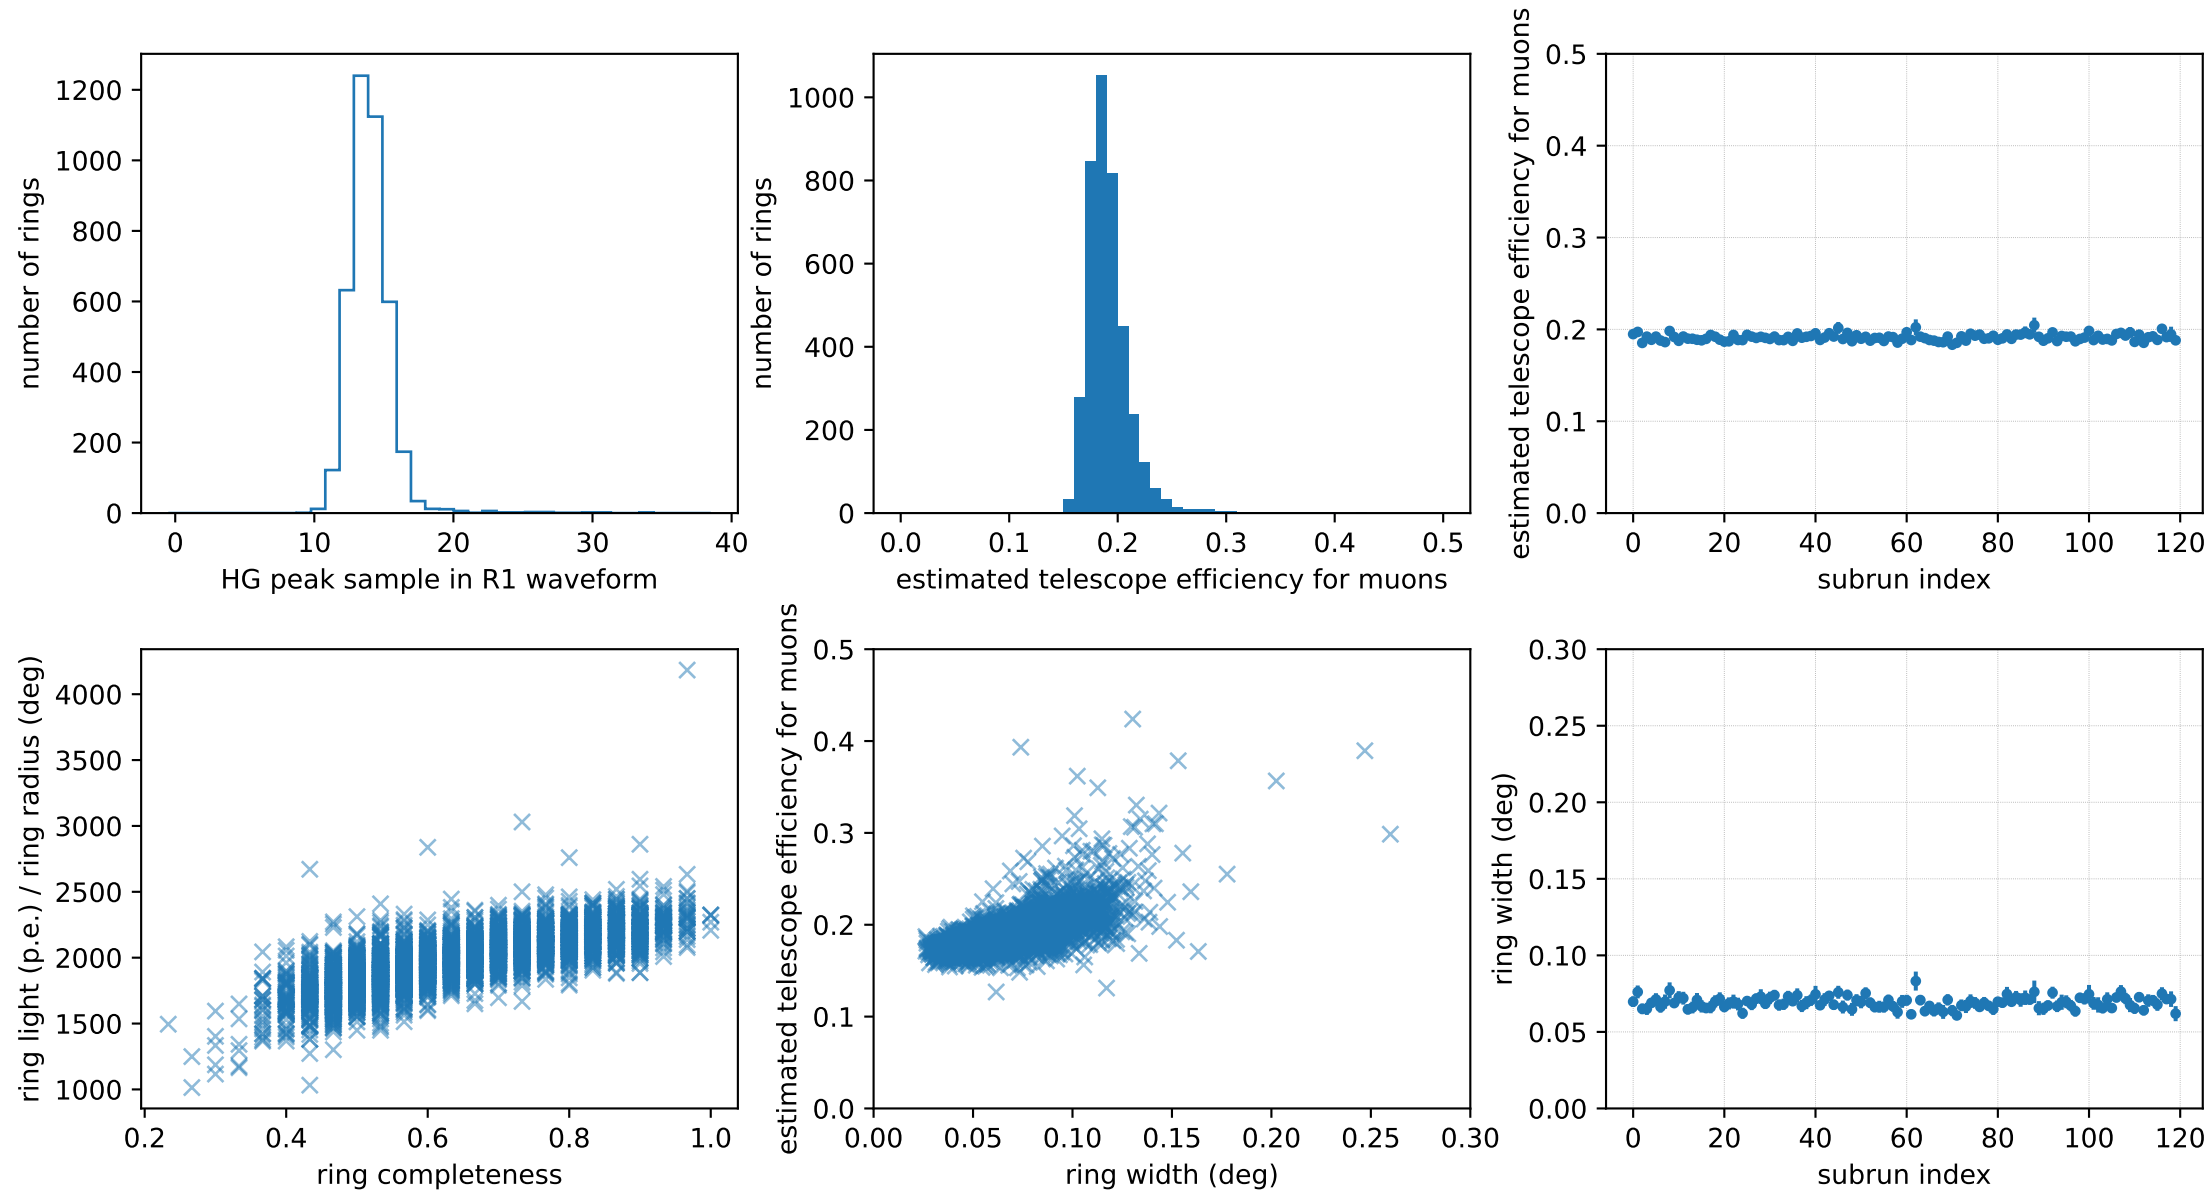 number of rings
1200
1000
800
600
400
200
0
0 10 20 30 40
HG peak sample in R1 waveform
number of rings
1000
800
600
400
200
0
0.0 0.1 0.2 0.3 0.4 0.5
estimated telescope efficiency for muons
estimated telescope efficiency for muons
0.5
0.4
0.3
0.2
0.1
0.0
0 20 40 60 80 100 120
subrun index
ring light (p.e.) / ring radius (deg)
4000
3500
3000
2500
2000
1500
1000
0.2 0.4 0.6 0.8 1.0
ring completeness
estimated telescope efficiency for muons
0.5
0.4
0.3
0.2
0.1
0.0
0.00 0.05 0.10 0.15 0.20 0.25 0.30
ring width (deg)
ring width (deg)
0.30
0.25
0.20
0.15
0.10
0.05
0.00
0 20 40 60 80 100 120
subrun index